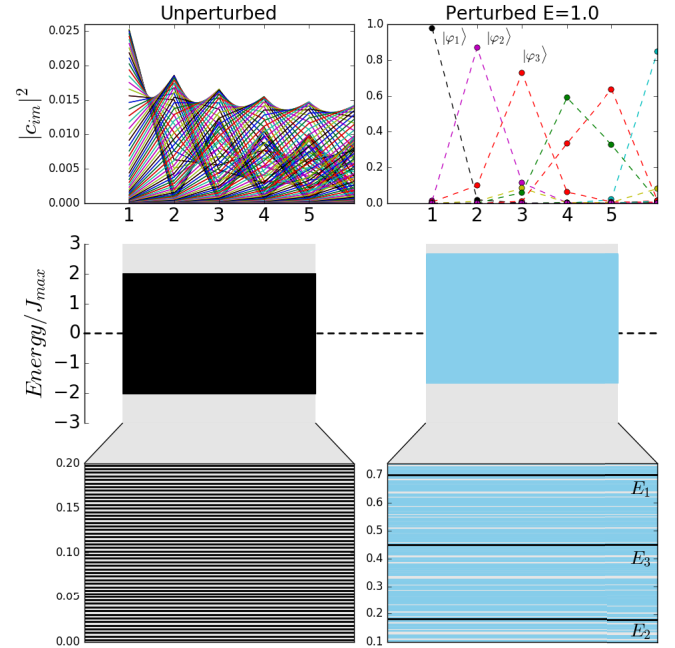 Unperturbed
Perturbed E=1.0
|c_{im}|^2
0.025
0.020
0.015
0.010
0.005
0.000
1 2 3 4 5
1.0
0.8
0.6
0.4
0.2
0.0
|φ₁⟩ |φ₂⟩
|φ₃⟩
1 2 3 4 5
Energy/J_{max}
3
2
1
0
−1
−2
−3
0.20
0.15
0.10
0.05
0.00
0.7
0.6
0.5
0.4
0.3
0.2
0.1
E₁
E₃
E₂